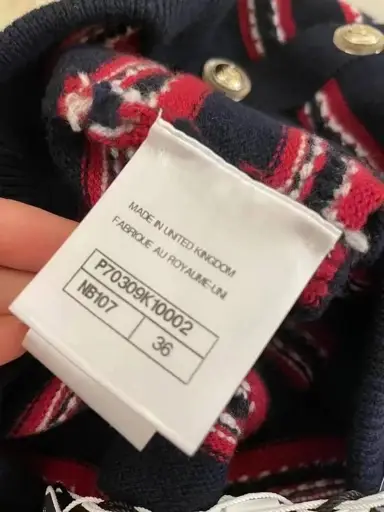 MADE IN UNITED KINGDOM
FABRIQUE AU ROYAUME-UNI
P70309K10002
NB107
36